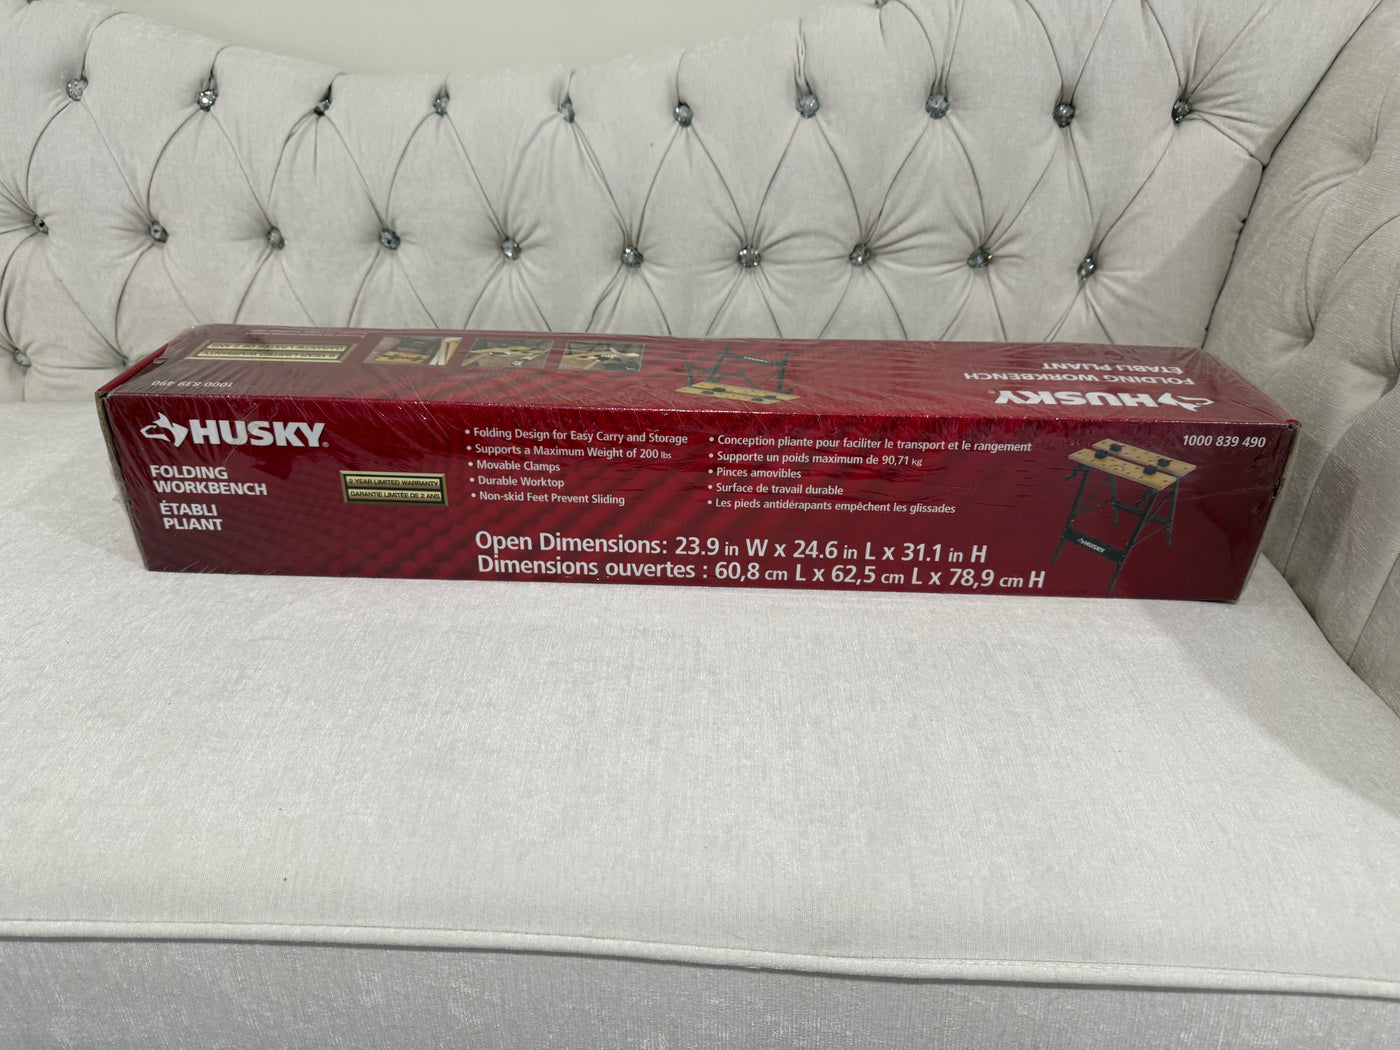 1000 839 490
FOLDING WORKBENCH
ÉTABLI PLIANT
HUSKY
HUSKY®
FOLDING
WORKBENCH
ÉTABLI
PLIANT
2 YEAR LIMITED WARRANTY
GARANTIE LIMITÉE DE 2 ANS
• Folding Design for Easy Carry and Storage
• Supports a Maximum Weight of 200 lbs
• Movable Clamps
• Durable Worktop
• Non-skid Feet Prevent Sliding
• Conception pliante pour faciliter le transport et le rangement
• Supporte un poids maximum de 90,71 kg
• Pinces amovibles
• Surface de travail durable
• Les pieds antidérapants empêchent les glissades
1000 839 490
HUSKY
Open Dimensions: 23.9 in W x 24.6 in L x 31.1 in H
Dimensions ouvertes : 60,8 cm L x 62,5 cm L x 78,9 cm H